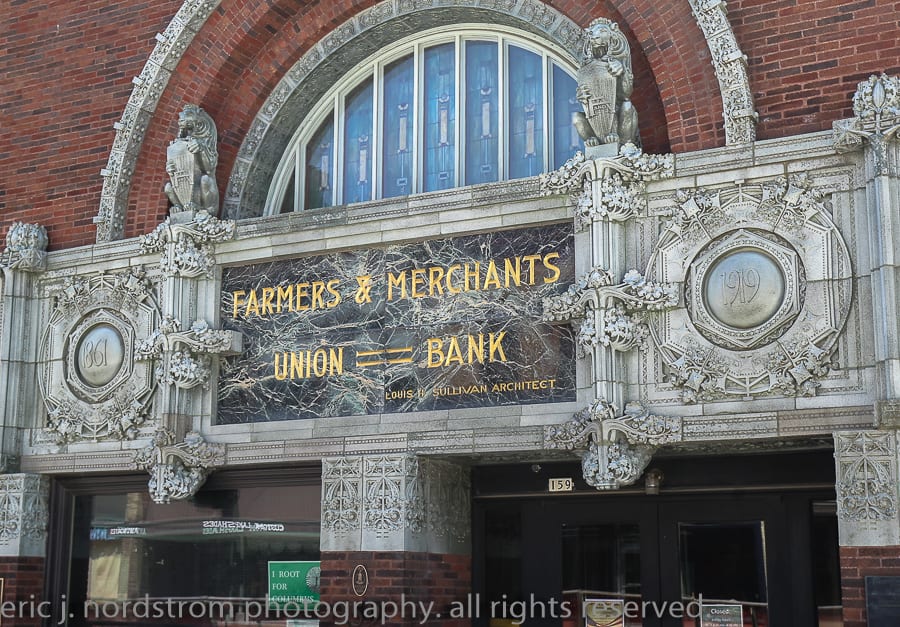 1919
1861
FARMERS & MERCHANTS
UNION = BANK
LOUIS H. SULLIVAN ARCHITECT
159
I ROOT
FOR
COLUMBUS
Closed
eric j. nordstrom photography. all rights reserved.